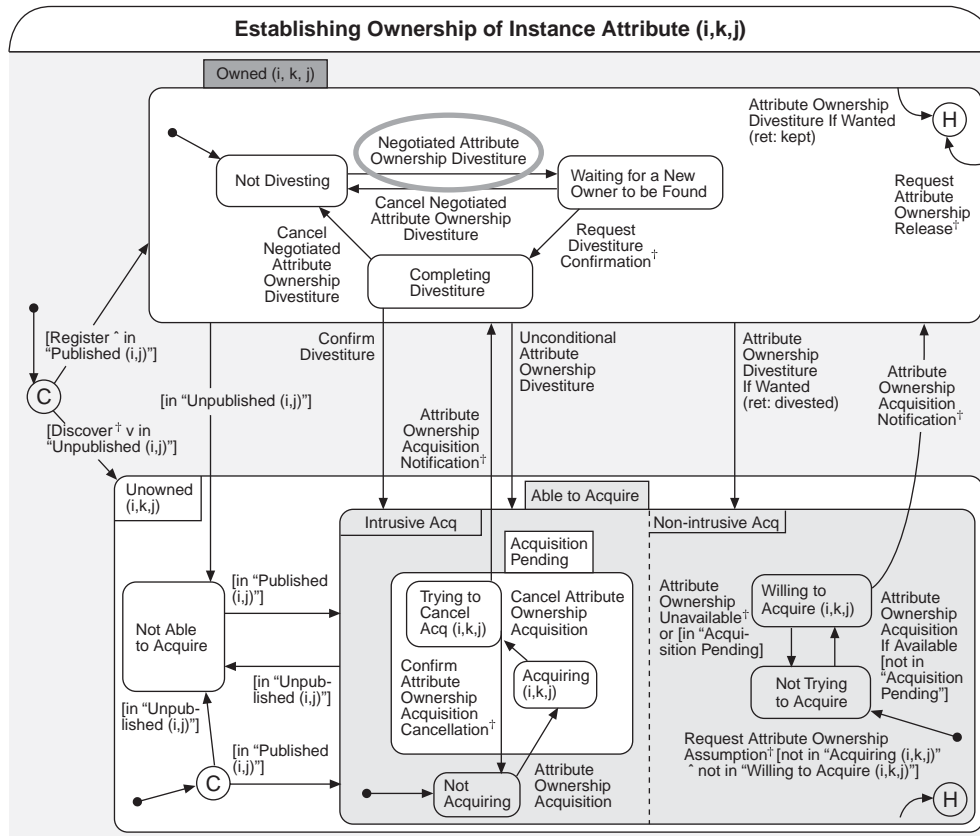 Establishing Ownership of Instance Attribute (i,k,j)
Owned (i, k, j)
Attribute Ownership
Divestiture If Wanted
(ret: kept)
H
Negotiated Attribute
Ownership Divestiture
Not Divesting
Waiting for a New
Owner to be Found
Cancel Negotiated
Attribute Ownership
Divestiture
Request
Attribute
Ownership
Release†
Cancel
Negotiated
Attribute
Ownership
Divestiture
Request
Divestiture
Confirmation†
Completing
Divestiture
[Register ˆ in
“Published (i,j)”]
C
[Discover† v in
“Unpublished (i,j)”]
[in “Unpublished (i,j)”]
Confirm
Divestiture
Attribute
Ownership
Acquisition
Notification†
Unconditional
Attribute
Ownership
Divestiture
Attribute
Ownership
Divestiture
If Wanted
(ret: divested)
Attribute
Ownership
Acquisition
Notification†
Unowned
(i,k,j)
Able to Acquire
Intrusive Acq
Non-intrusive Acq
Acquisition
Pending
Not Able
to Acquire
[in “Published
(i,j)”]
[in “Unpub-
lished (i,j)”]
[in “Unpub-
lished (i,j)”]
[in “Published
(i,j)”]
C
Trying to
Cancel
Acq (i,k,j)
Cancel Attribute
Ownership
Acquisition
Confirm
Attribute
Ownership
Acquisition
Cancellation†
Acquiring
(i,k,j)
Not
Acquiring
Attribute
Ownership
Acquisition
Attribute
Ownership
Unavailable†
or [in “Acqui-
sition Pending]
Willing to
Acquire (i,k,j)
Attribute
Ownership
Acquisition
If Available
[not in
“Acquisition
Pending”]
Not Trying
to Acquire
Request Attribute Ownership
Assumption† [not in “Acquiring (i,k,j)”
ˆ not in “Willing to Acquire (i,k,j)”]
H